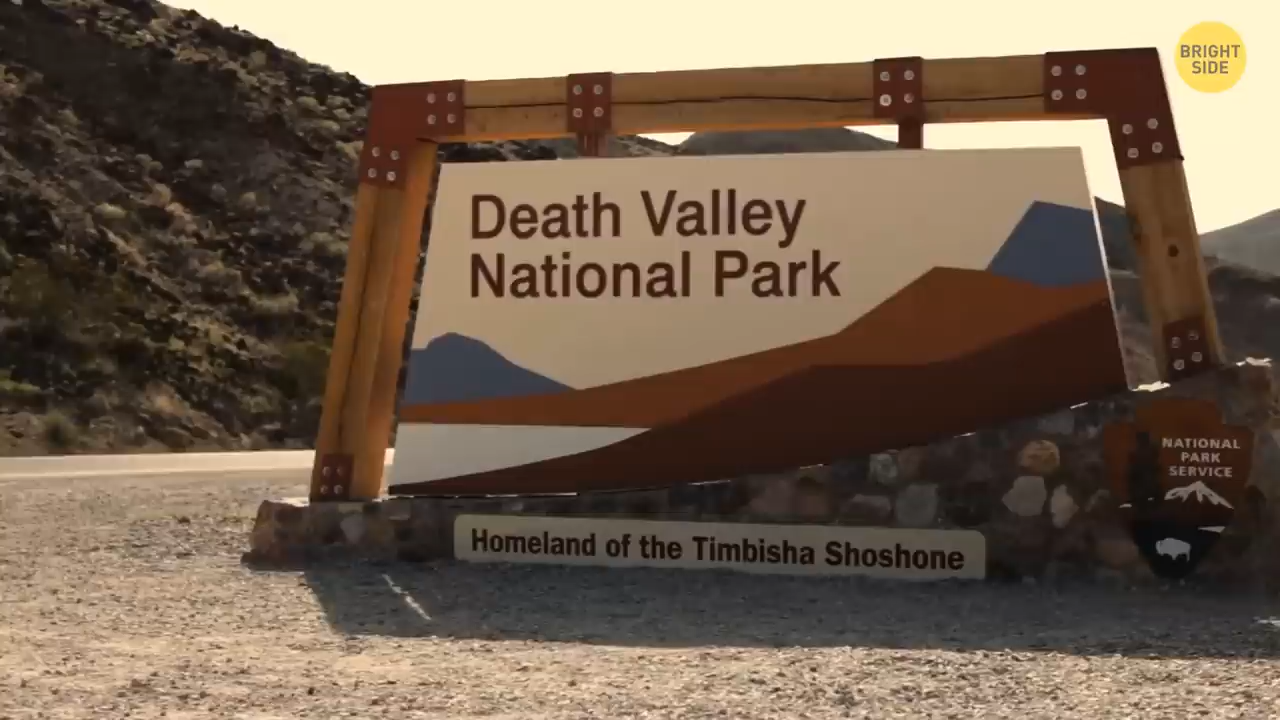 BRIGHT
SIDE
Death Valley
National Park
NATIONAL
PARK
SERVICE
Homeland of the Timbisha Shoshone